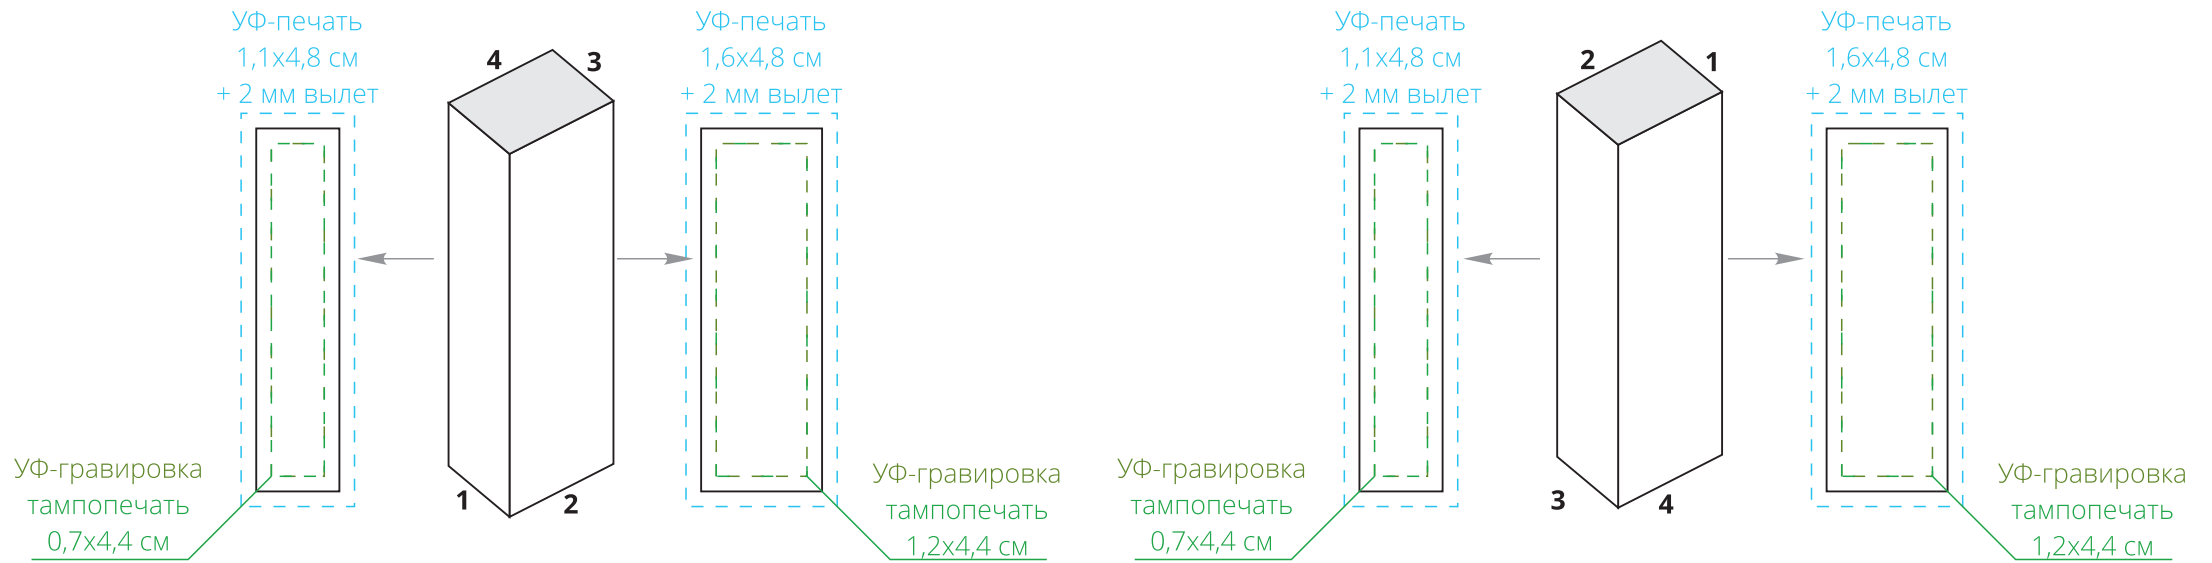 УФ-печать
1,1х4,8 см
+ 2 мм вылет
4
3
1
2
УФ-гравировка
тампопечать
0,7х4,4 см
УФ-печать
1,6х4,8 см
+ 2 мм вылет
УФ-гравировка
тампопечать
1,2х4,4 см
УФ-печать
1,1х4,8 см
+ 2 мм вылет
2
1
3
4
УФ-гравировка
тампопечать
0,7х4,4 см
УФ-печать
1,6х4,8 см
+ 2 мм вылет
УФ-гравировка
тампопечать
1,2х4,4 см